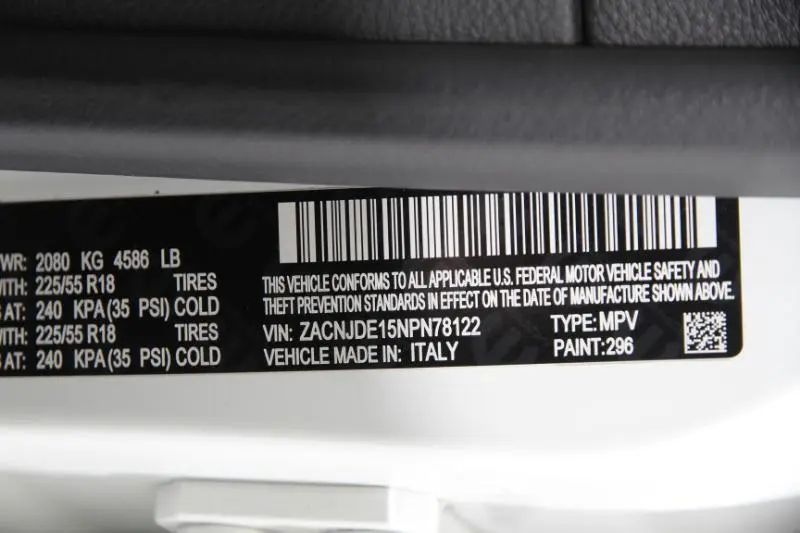 WR: 2080 KG 4586 LB
WITH: 225/55 R18 TIRES
AT: 240 KPA(35 PSI) COLD
WITH: 225/55 R18 TIRES
AT: 240 KPA(35 PSI) COLD
THIS VEHICLE CONFORMS TO ALL APPLICABLE U.S. FEDERAL MOTOR VEHICLE SAFETY AND
THEFT PREVENTION STANDARDS IN EFFECT ON THE DATE OF MANUFACTURE SHOWN ABOVE.
VIN: ZACNJDE15NPN78122 TYPE: MPV
VEHICLE MADE IN: ITALY PAINT:296